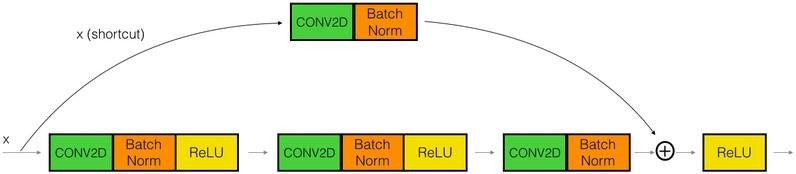 x (shortcut)
CONV2D
Batch
Norm
x
CONV2D
Batch
Norm
ReLU
CONV2D
Batch
Norm
ReLU
CONV2D
Batch
Norm
+
ReLU